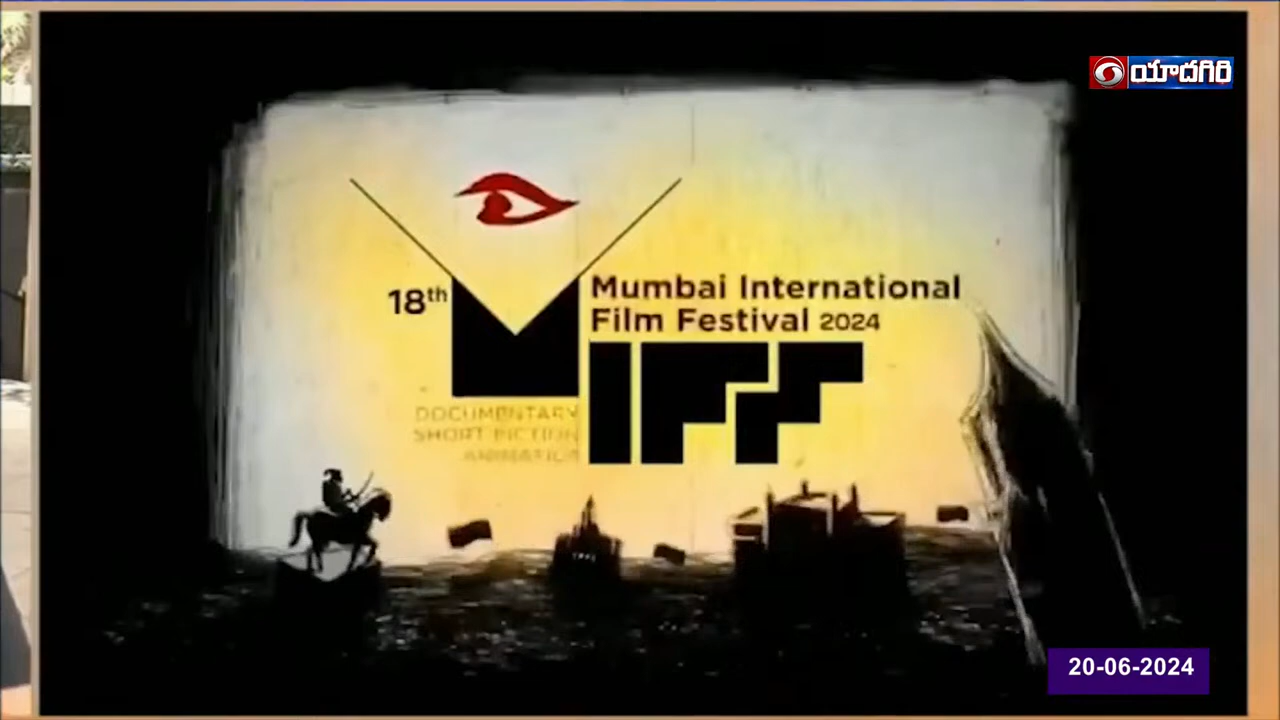 యాదగిరి
18th
Mumbai International
Film Festival 2024
MIFF
DOCUMENTARY
SHORT FICTION
ANIMATION
20-06-2024